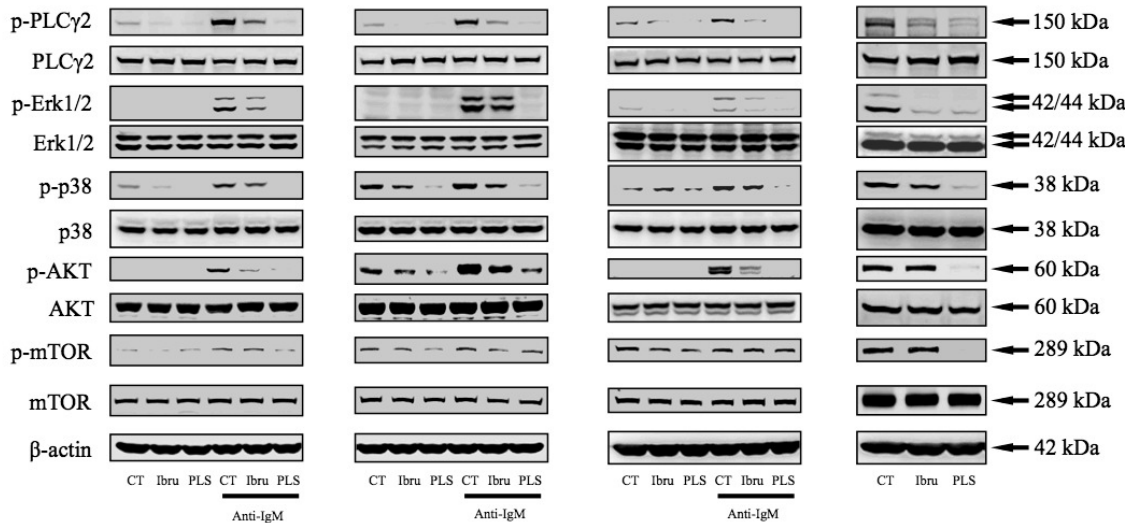 p-PLCγ2 150 kDa
PLCγ2 150 kDa
p-Erk1/2 42/44 kDa
Erk1/2 42/44 kDa
p-p38 38 kDa
p38 38 kDa
p-AKT 60 kDa
AKT 60 kDa
p-mTOR 289 kDa
mTOR 289 kDa
β-actin 42 kDa
CT Ibru PLS CT Ibru PLS CT Ibru PLS CT Ibru PLS CT Ibru PLS CT Ibru PLS CT Ibru PLS
Anti-IgM Anti-IgM Anti-IgM